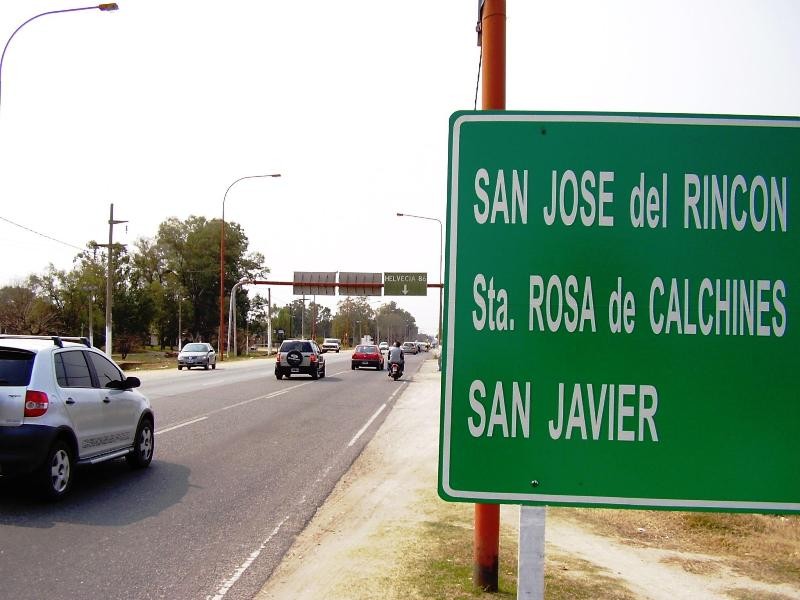 SAN JOSE del RINCON
Sta. ROSA de CALCHINES
SAN JAVIER
HELVECIA 86